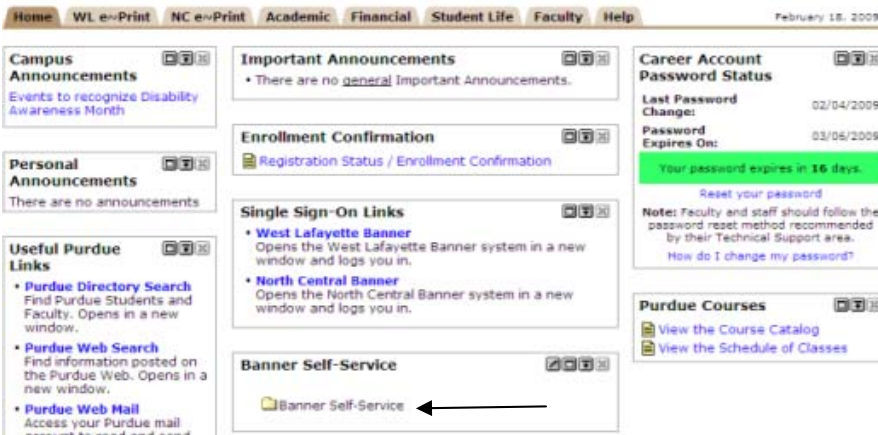 Home WL e~Print NC e~Print Academic Financial Student Life Faculty Help
February 18, 2009
Campus
Announcements
Events to recognize Disability
Awareness Month
Personal
Announcements
There are no announcements
Useful Purdue
Links
• Purdue Directory Search
Find Purdue Students and
Faculty. Opens in a new
window.
• Purdue Web Search
Find information posted on
the Purdue Web. Opens in a
new window.
• Purdue Web Mail
Access your Purdue mail
account to read and send
Important Announcements
• There are no general Important Announcements.
Enrollment Confirmation
Registration Status / Enrollment Confirmation
Single Sign-On Links
• West Lafayette Banner
Opens the West Lafayette Banner system in a new
window and logs you in.
• North Central Banner
Opens the North Central Banner system in a new
window and logs you in.
Banner Self-Service
Banner Self-Service
Career Account
Password Status
Last Password
Change:
02/04/2009
Password
Expires On:
03/06/2009
Your password expires in 16 days.
Reset your password
Note: Faculty and staff should follow the
password reset method recommended
by their Technical Support area.
How do I change my password?
Purdue Courses
View the Course Catalog
View the Schedule of Classes